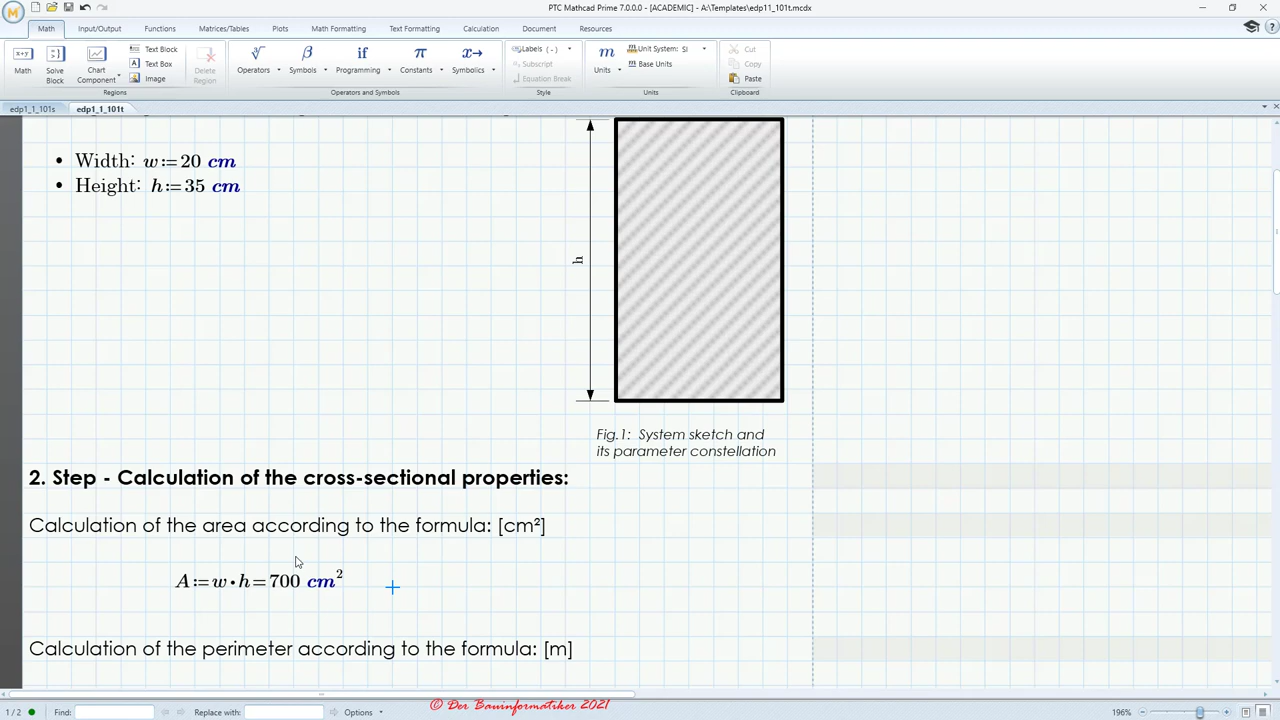 PTC Mathcad Prime 7.0.0.0 - [ACADEMIC] - A:\Templates\edp11_101t.mcdx
Math Input/Output Functions Matrices/Tables Plots Math Formatting Text Formatting Calculation Document Resources
Math
Solve Block
Chart Component
Text Block
Text Box
Image
Delete Region
Regions
Operators
Symbols
Programming
Constants
Symbolics
Operators and Symbols
Labels (-)
Subscript
Equation Break
Style
Units
Unit System: SI
Base Units
Units
Cut
Copy
Paste
Clipboard
edp1_1_101s edp1_1_101t
• Width: w:=20 cm
• Height: h:=35 cm
h
Fig.1: System sketch and
its parameter constellation
2. Step - Calculation of the cross-sectional properties:
Calculation of the area according to the formula: [cm²]
A:=w·h=700 cm²
Calculation of the perimeter according to the formula: [m]
© Der Bauinformatiker 2021
1 / 2 Find: Replace with: Options 196%